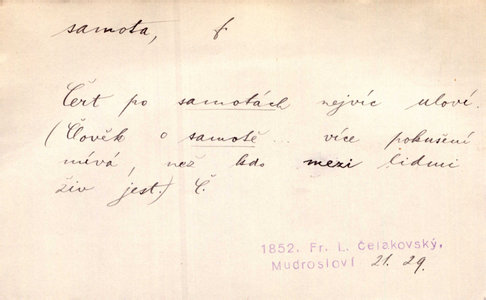 samota, f
Čert po samotách nejvíc uloví.
(Člověk o samotě .. více pokušení
mívá, než kdo mezi lidmi
živ jest.) Č.
1852. Fr. L. Čelakovský,
Mudrosloví 21. 29.